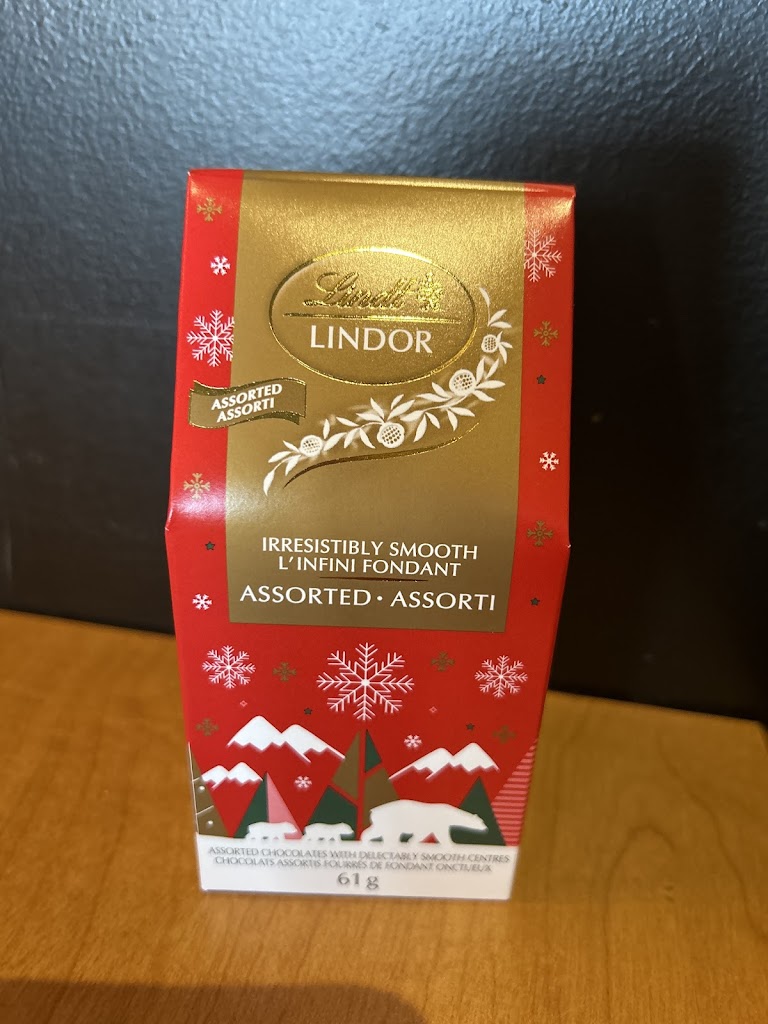 Lindt
LINDOR
ASSORTED
ASSORTI
IRRESISTIBLY SMOOTH
L'INFINI FONDANT
ASSORTED · ASSORTI
ASSORTED CHOCOLATES WITH DELECTABLY SMOOTH CENTRES
CHOCOLATS ASSORTIS FOURRÉS DE FONDANT ONCTUEUX
61 g